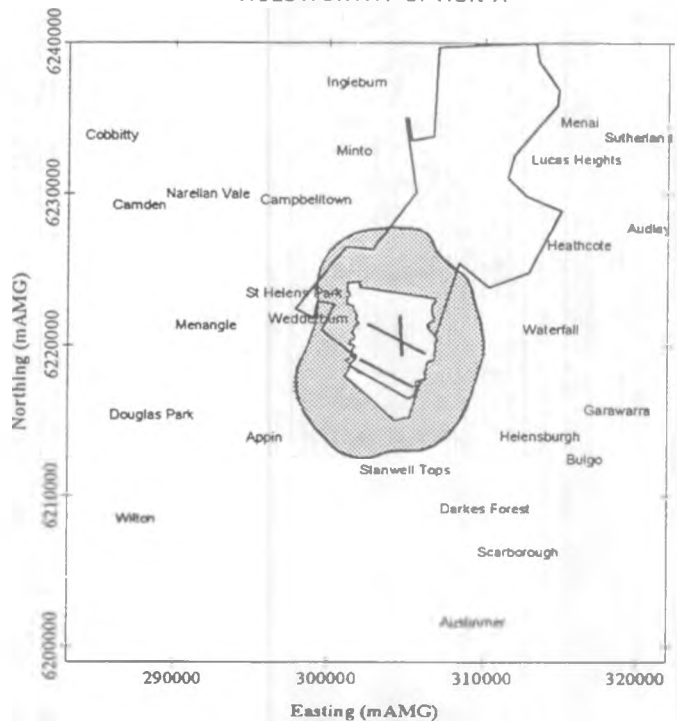 6240000
Ingleburn
Menai
Cobbitty
Sutherland
Minto
Lucas Heights
6230000
Narellan Vale
Campbelltown
Camden
Audley
Heathcote
St Helens Park
Wedderburn
Menangle
Waterfall
6220000
Northing (mAMG)
Douglas Park
Garawarra
Appin
Helensburgh
Bulgo
Stanwell Tops
6210000
Wilton
Darkes Forest
Scarborough
Austinmer
6200000
290000
300000
310000
320000
Easting (mAMG)